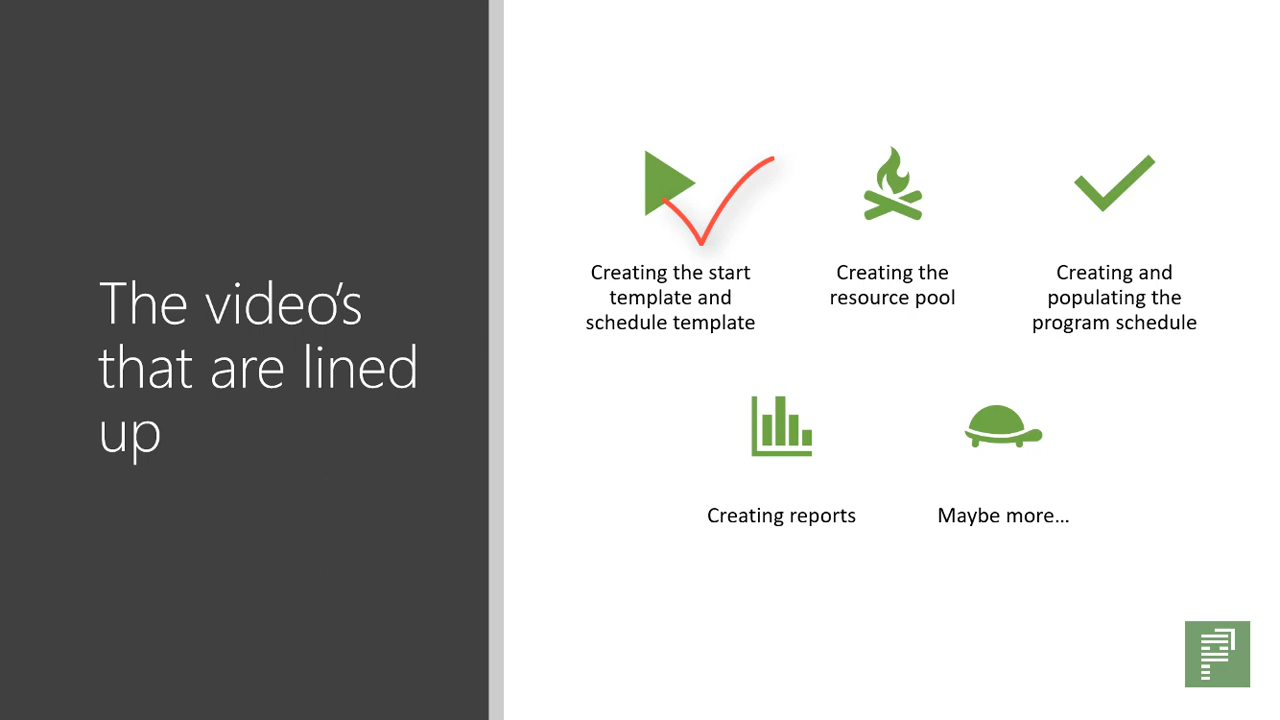 The video’s
that are lined
up
Creating the start
template and
schedule template
Creating the
resource pool
Creating and
populating the
program schedule
Creating reports
Maybe more…